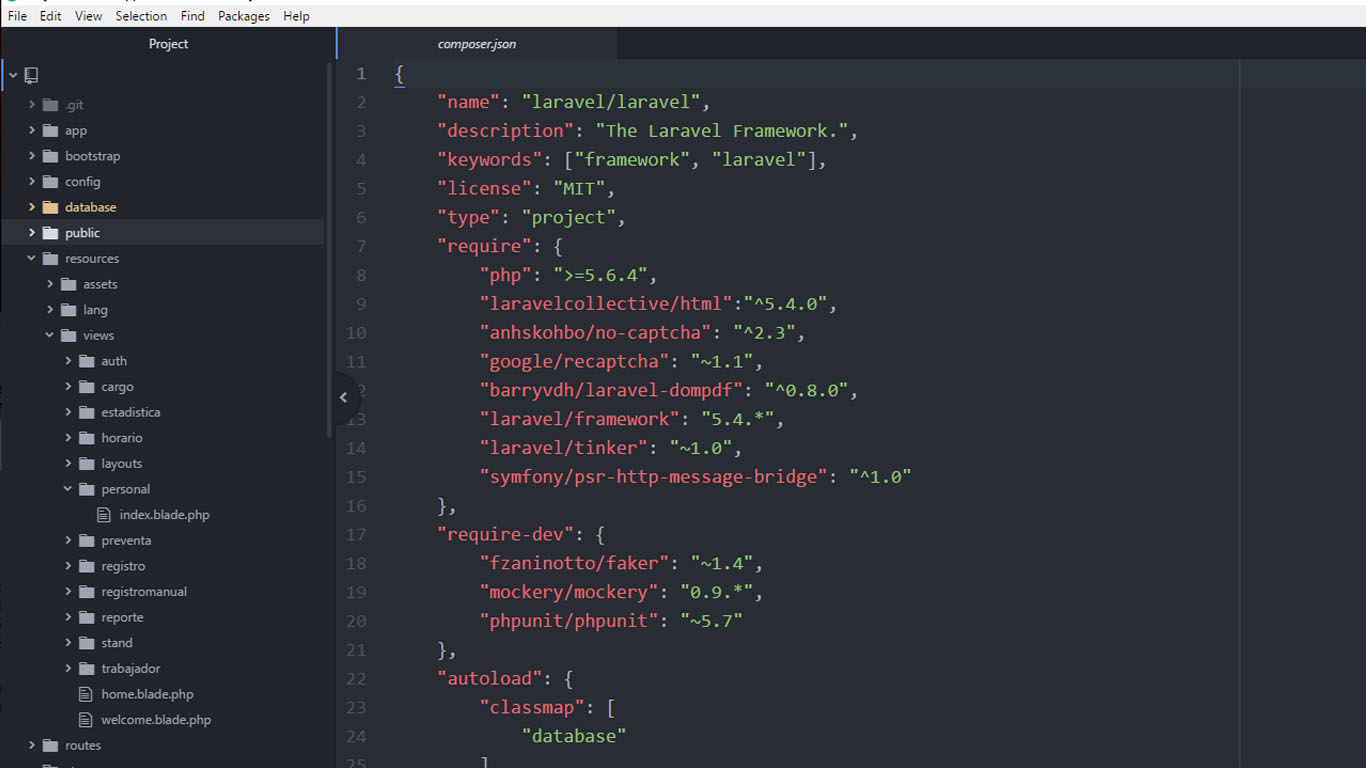 File Edit View Selection Find Packages Help
Project
.git
app
bootstrap
config
database
public
resources
assets
lang
views
auth
cargo
estadistica
horario
layouts
personal
index.blade.php
preventa
registro
registromanual
reporte
stand
trabajador
home.blade.php
welcome.blade.php
routes
composer.json
1 {
2 "name": "laravel/laravel",
3 "description": "The Laravel Framework.",
4 "keywords": ["framework", "laravel"],
5 "license": "MIT",
6 "type": "project",
7 "require": {
8 "php": ">=5.6.4",
9 "laravelcollective/html":"^5.4.0",
10 "anhskohbo/no-captcha": "^2.3",
11 "google/recaptcha": "~1.1",
2 "barryvdh/laravel-dompdf": "^0.8.0",
13 "laravel/framework": "5.4.*",
14 "laravel/tinker": "~1.0",
15 "symfony/psr-http-message-bridge": "^1.0"
16 },
17 "require-dev": {
18 "fzaninotto/faker": "~1.4",
19 "mockery/mockery": "0.9.*",
20 "phpunit/phpunit": "~5.7"
21 },
22 "autoload": {
23 "classmap": [
24 "database"
25 ]